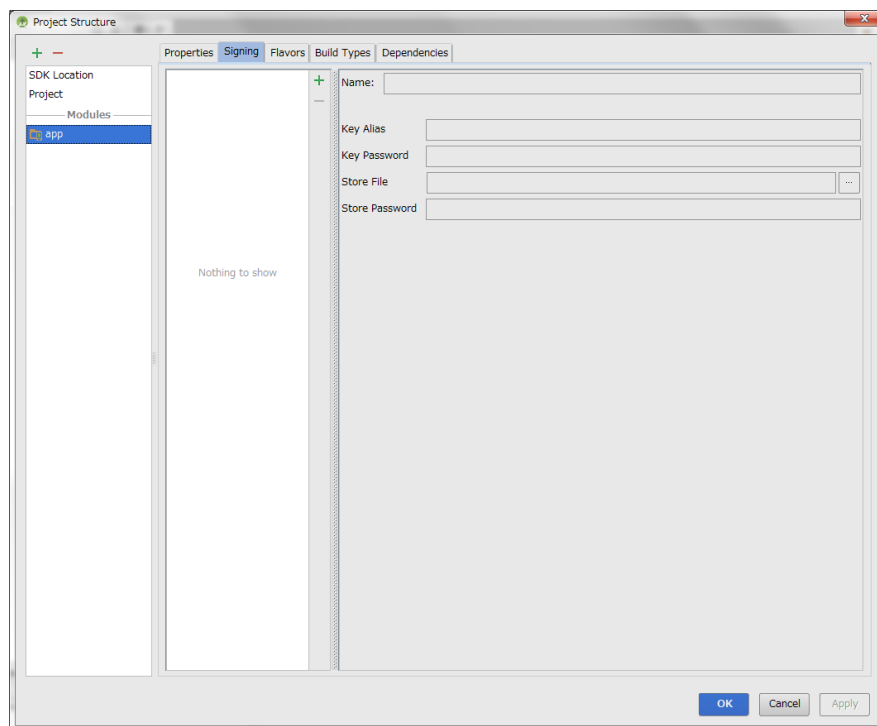 Project Structure
Properties Signing Flavors Build Types Dependencies
SDK Location
Project
Modules
app
Nothing to show
Name:
Key Alias
Key Password
Store File ...
Store Password
OK Cancel Apply